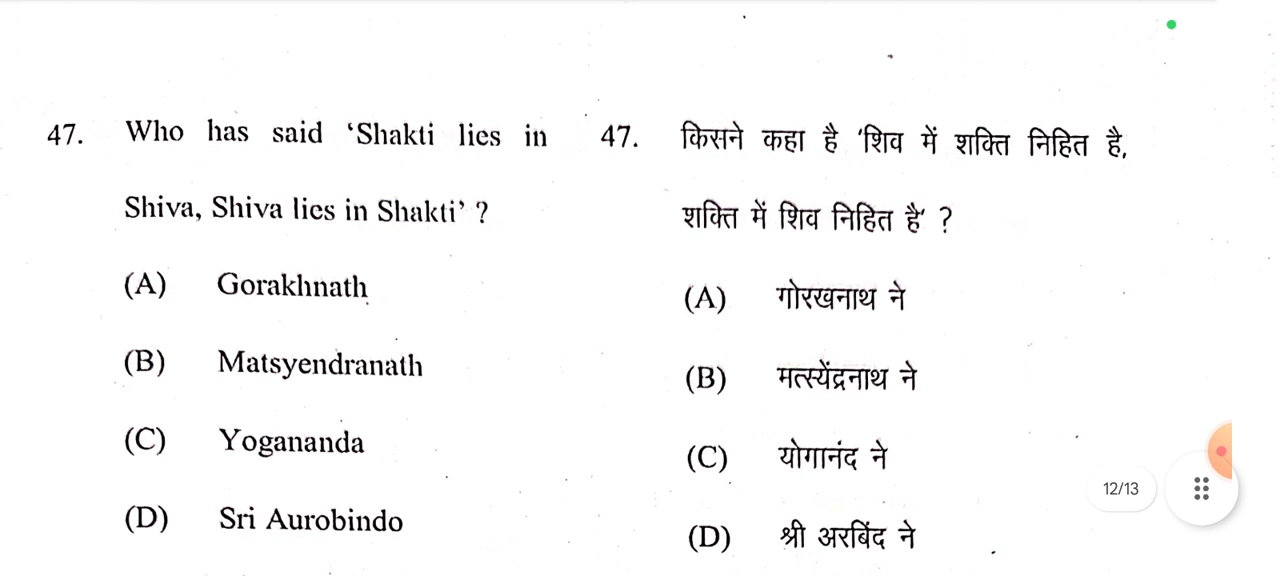 47. Who has said ‘Shakti lies in
Shiva, Shiva lies in Shakti’ ?
(A) Gorakhnath
(B) Matsyendranath
(C) Yogananda
(D) Sri Aurobindo
47. किसने कहा है ‘शिव में शक्ति निहित है,
शक्ति में शिव निहित है’ ?
(A) गोरखनाथ ने
(B) मत्स्येंद्रनाथ ने
(C) योगानंद ने
(D) श्री अरबिंद ने
12/13